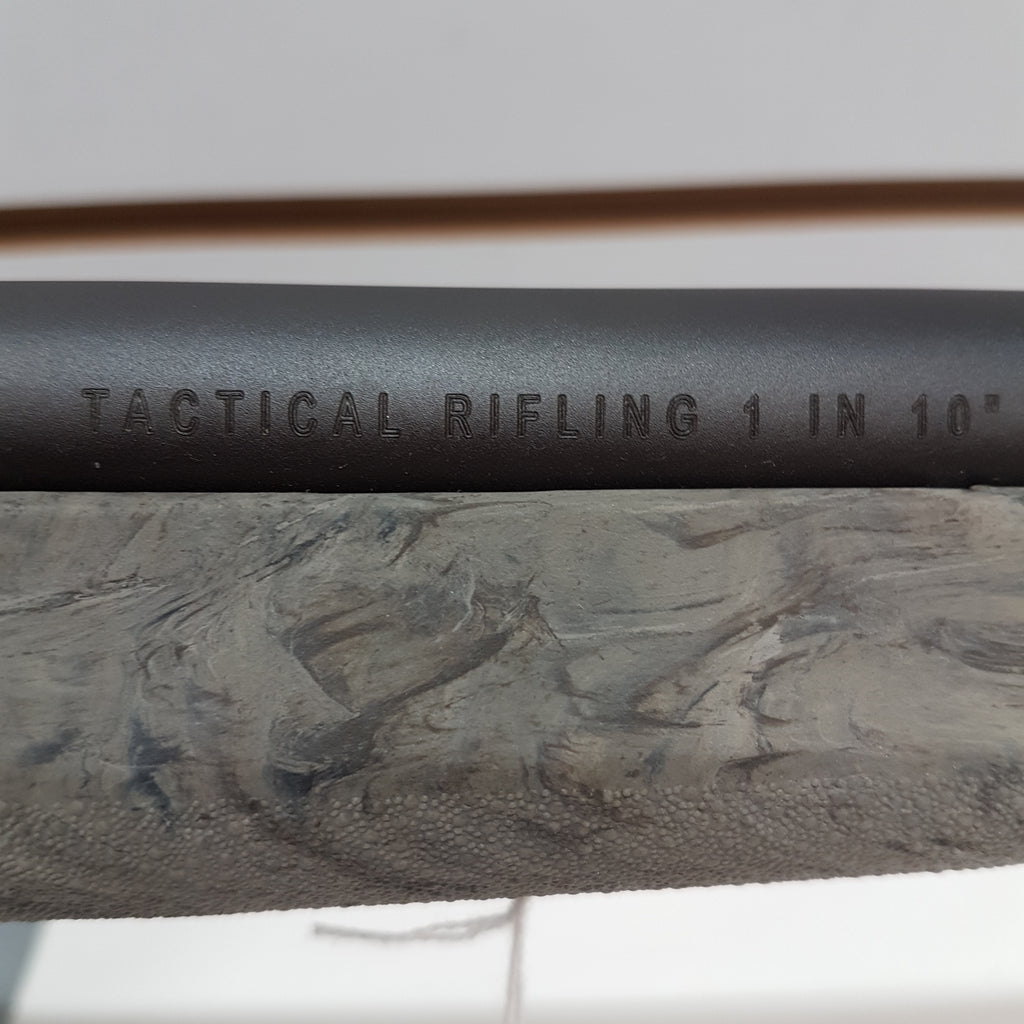 TACTICAL RIFLING 1 IN 10"